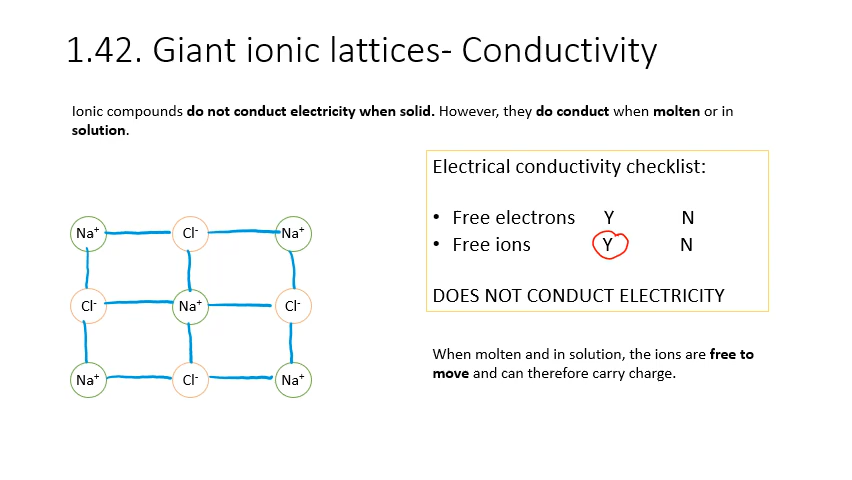 1.42. Giant ionic lattices- Conductivity
Ionic compounds do not conduct electricity when solid. However, they do conduct when molten or in
solution.
Electrical conductivity checklist:
• Free electrons Y N
• Free ions Y N
DOES NOT CONDUCT ELECTRICITY
When molten and in solution, the ions are free to
move and can therefore carry charge.
Na⁺ Cl⁻ Na⁺
Cl⁻ Na⁺ Cl⁻
Na⁺ Cl⁻ Na⁺